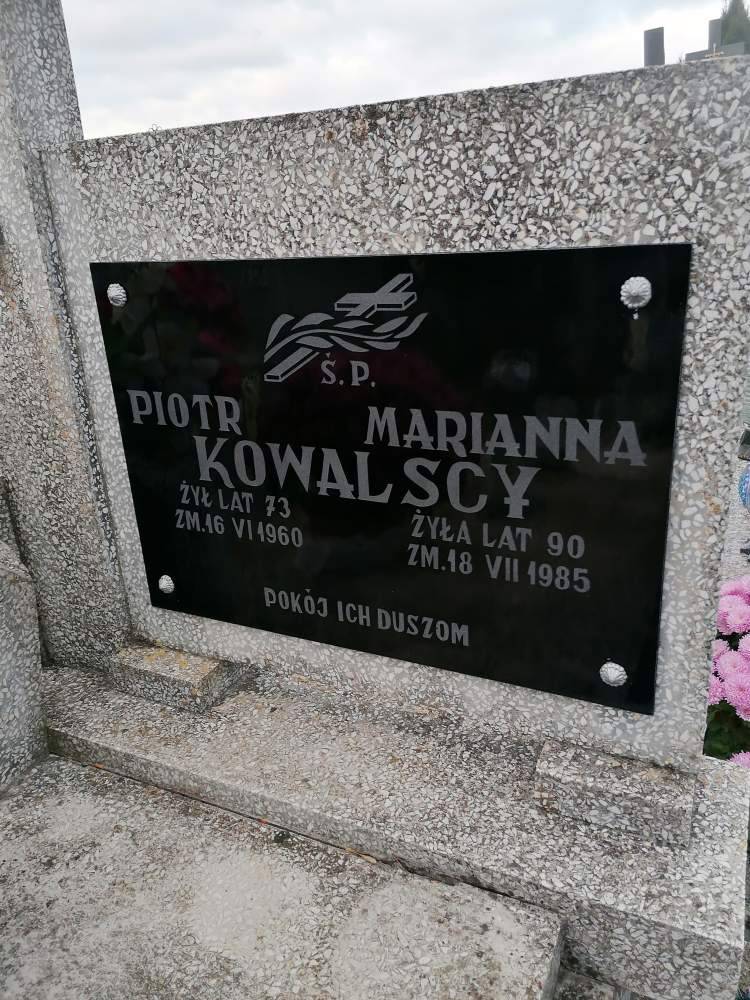 Ś.P.
PIOTR MARIANNA
KOWALSCY
ŻYŁ LAT 73 ŻYŁA LAT 90
ZM.16 VI 1960 ZM.18 VII 1985
POKÓJ ICH DUSZOM